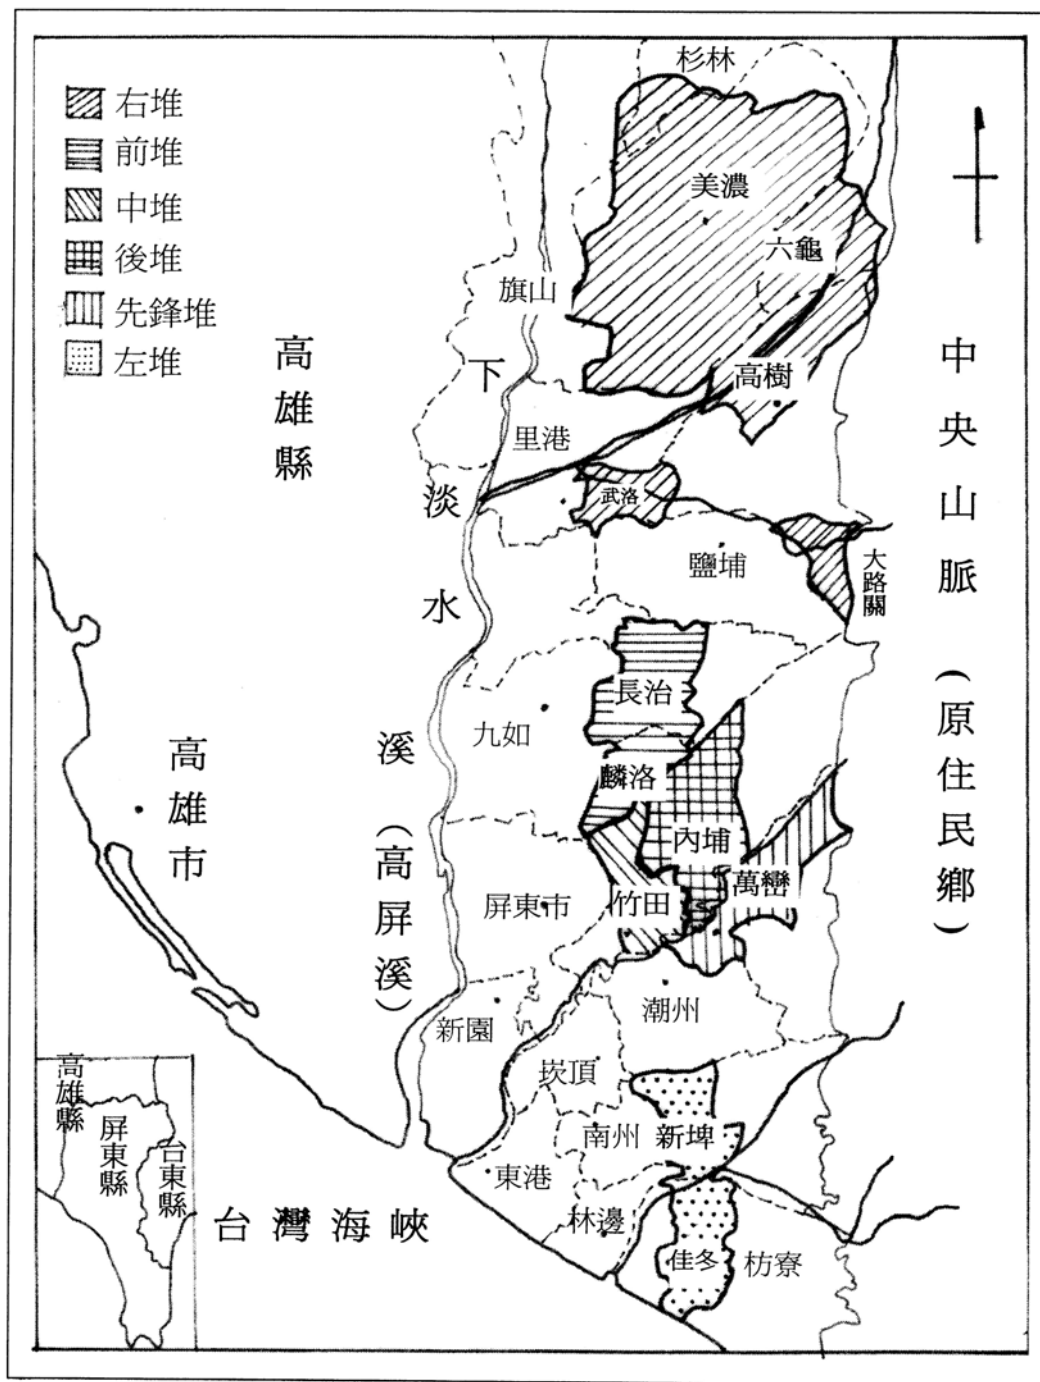 右堆
前堆
中堆
後堆
先鋒堆
左堆
杉林
美濃
六龜
旗山
高樹
里港
武洛
鹽埔
大路關
長治
九如
麟洛
內埔
萬巒
竹田
屏東市
潮州
新園
崁頂
南州
新埤
東港
林邊
佳冬
枋寮
高雄縣
高雄市
下淡水溪(高屏溪)
中央山脈(原住民鄉)
台灣海峽
高雄縣
屏東縣
台東縣